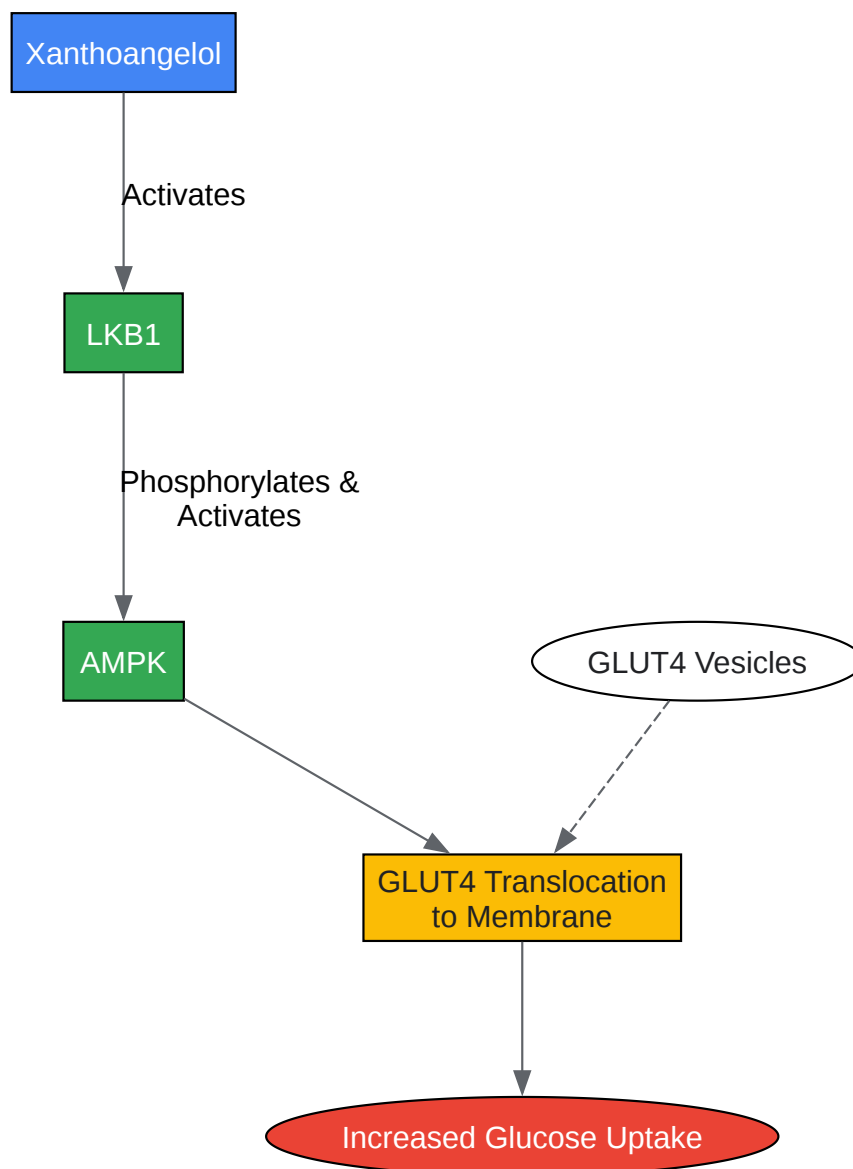 Xanthoangelol
Activates
LKB1
Phosphorylates &
Activates
AMPK
GLUT4 Vesicles
GLUT4 Translocation
to Membrane
Increased Glucose Uptake